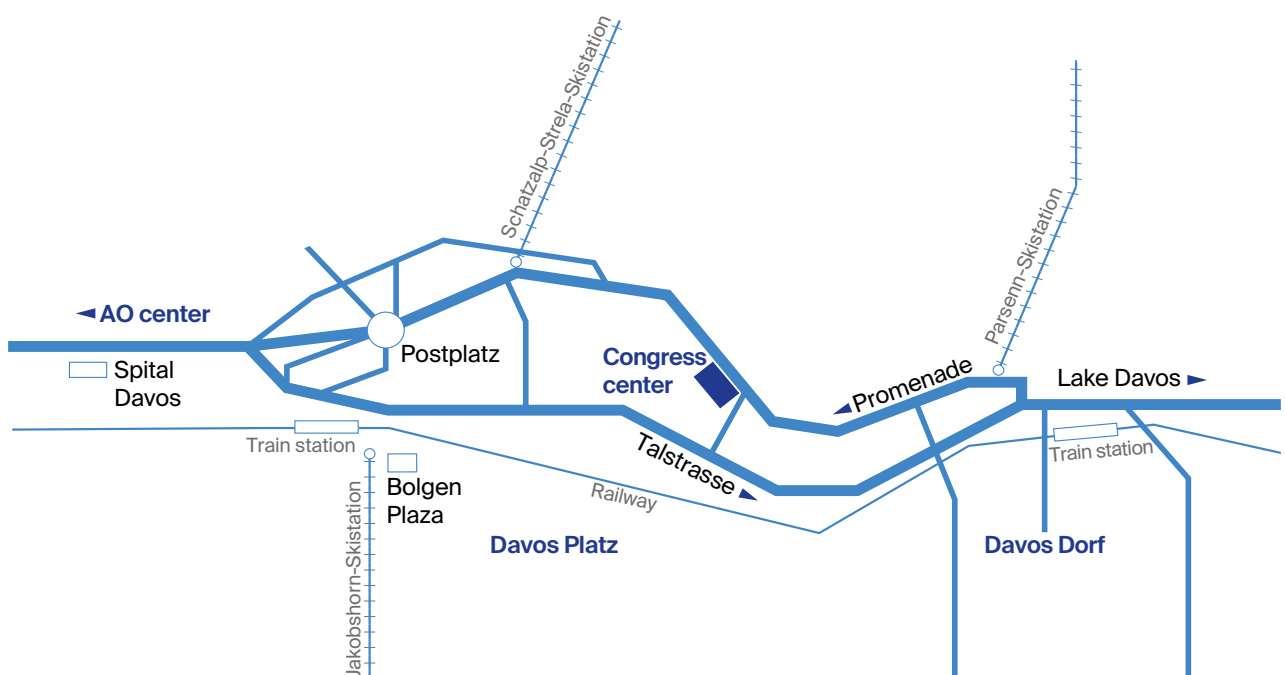 Schatzalp-Strela-Skistation
Parsenn-Skistation
AO center
Spital
Davos
Postplatz
Congress
center
Promenade
Lake Davos
Train station
Talstrasse
Train station
Bolgen
Plaza
Railway
Jakobshorn-Skistation
Davos Platz
Davos Dorf